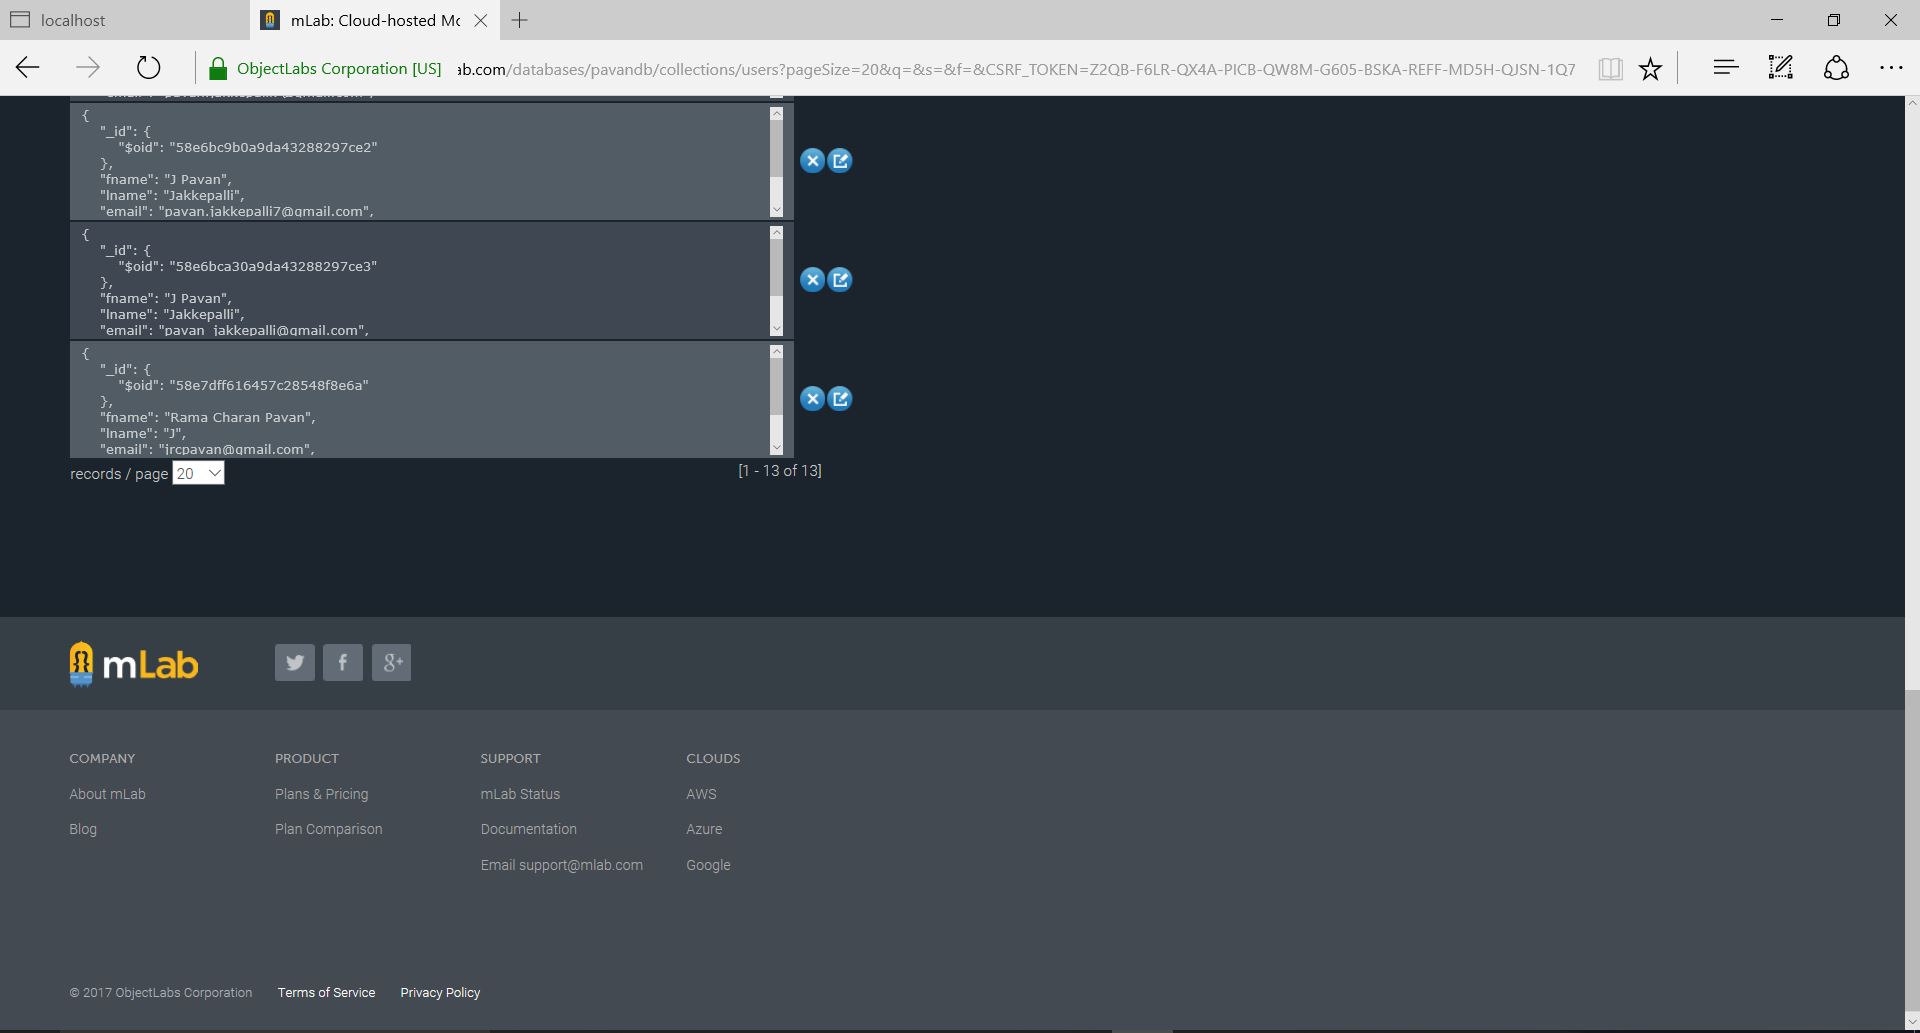 localhost
mLab: Cloud-hosted Mc
ObjectLabs Corporation [US] ab.com/databases/pavandb/collections/users?pageSize=20&q=&s=&f=&CSRF_TOKEN=Z2QB-F6LR-QX4A-PICB-QW8M-G605-BSKA-REFF-MD5H-QJSN-1Q7
{
"_id": {
"$oid": "58e6bc9b0a9da43288297ce2"
},
"fname": "J Pavan",
"lname": "Jakkepalli",
"email": "pavan.jakkepalli7@gmail.com",
{
"_id": {
"$oid": "58e6bca30a9da43288297ce3"
},
"fname": "J Pavan",
"lname": "Jakkepalli",
"email": "pavan_jakkepalli@gmail.com",
{
"_id": {
"$oid": "58e7dff616457c28548f8e6a"
},
"fname": "Rama Charan Pavan",
"lname": "J",
"email": "jrcpavan@gmail.com",
records / page 20
[1 - 13 of 13]
mLab
f
g+
COMPANY
About mLab
Blog
PRODUCT
Plans & Pricing
Plan Comparison
SUPPORT
mLab Status
Documentation
Email support@mlab.com
CLOUDS
AWS
Azure
Google
© 2017 ObjectLabs Corporation Terms of Service Privacy Policy